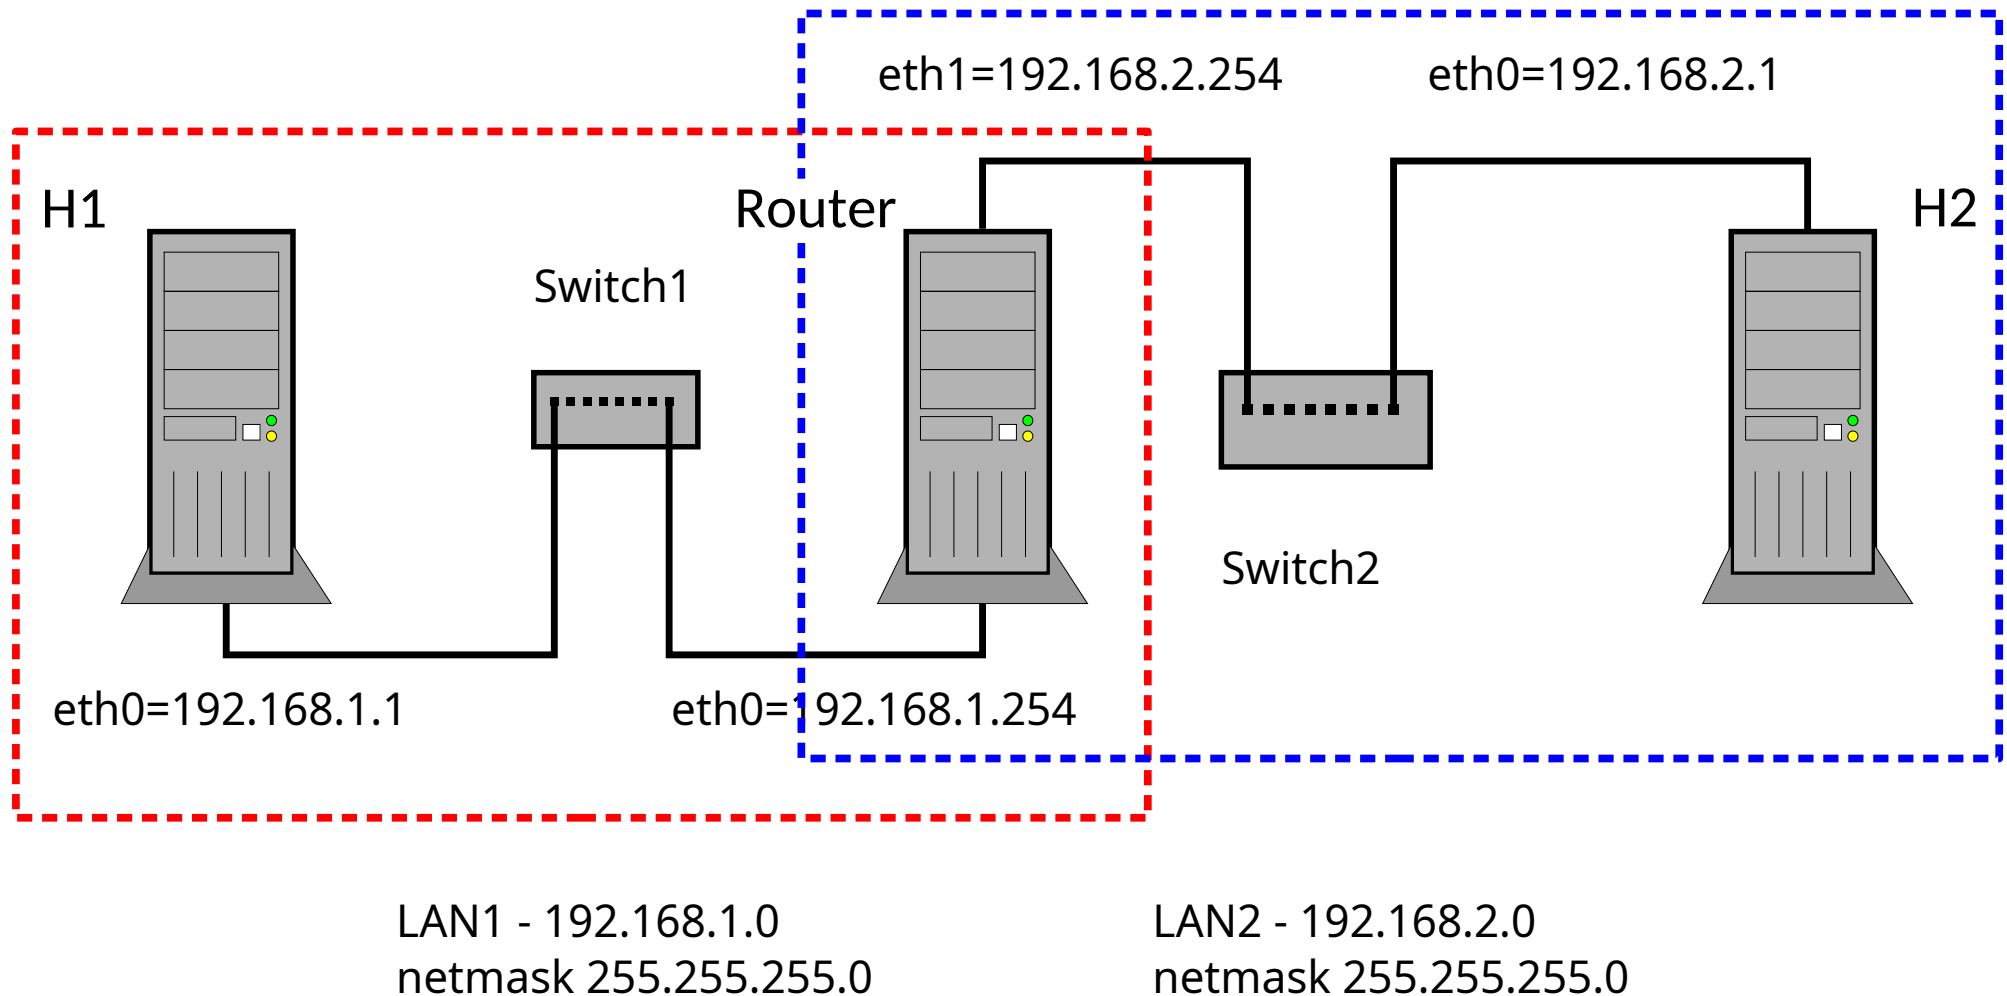 eth1=192.168.2.254
eth0=192.168.2.1
H1
Router
H2
Switch1
Switch2
eth0=192.168.1.1
eth0=192.168.1.254
LAN1 - 192.168.1.0
netmask 255.255.255.0
LAN2 - 192.168.2.0
netmask 255.255.255.0